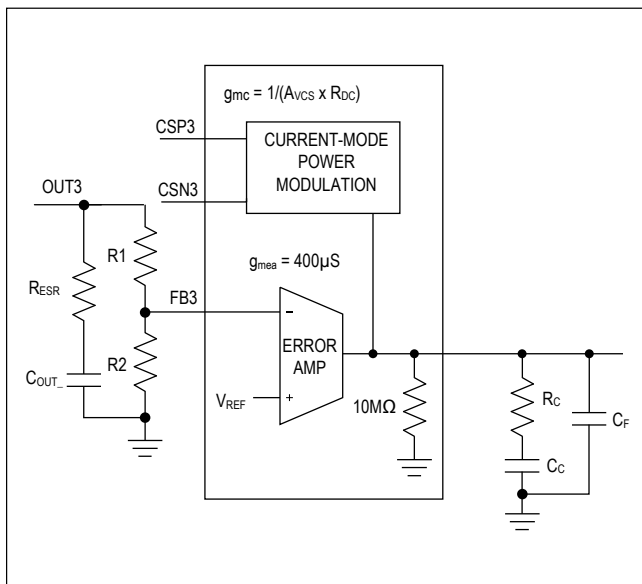 gmc = 1/(AVCS x RDC)
CSP3
CURRENT-MODE
POWER
MODULATION
CSN3
OUT3
R1
gmea = 400µS
RESR
FB3
R2
COUT_
ERROR
AMP
VREF
10MΩ
RC
CF
CC
-
+